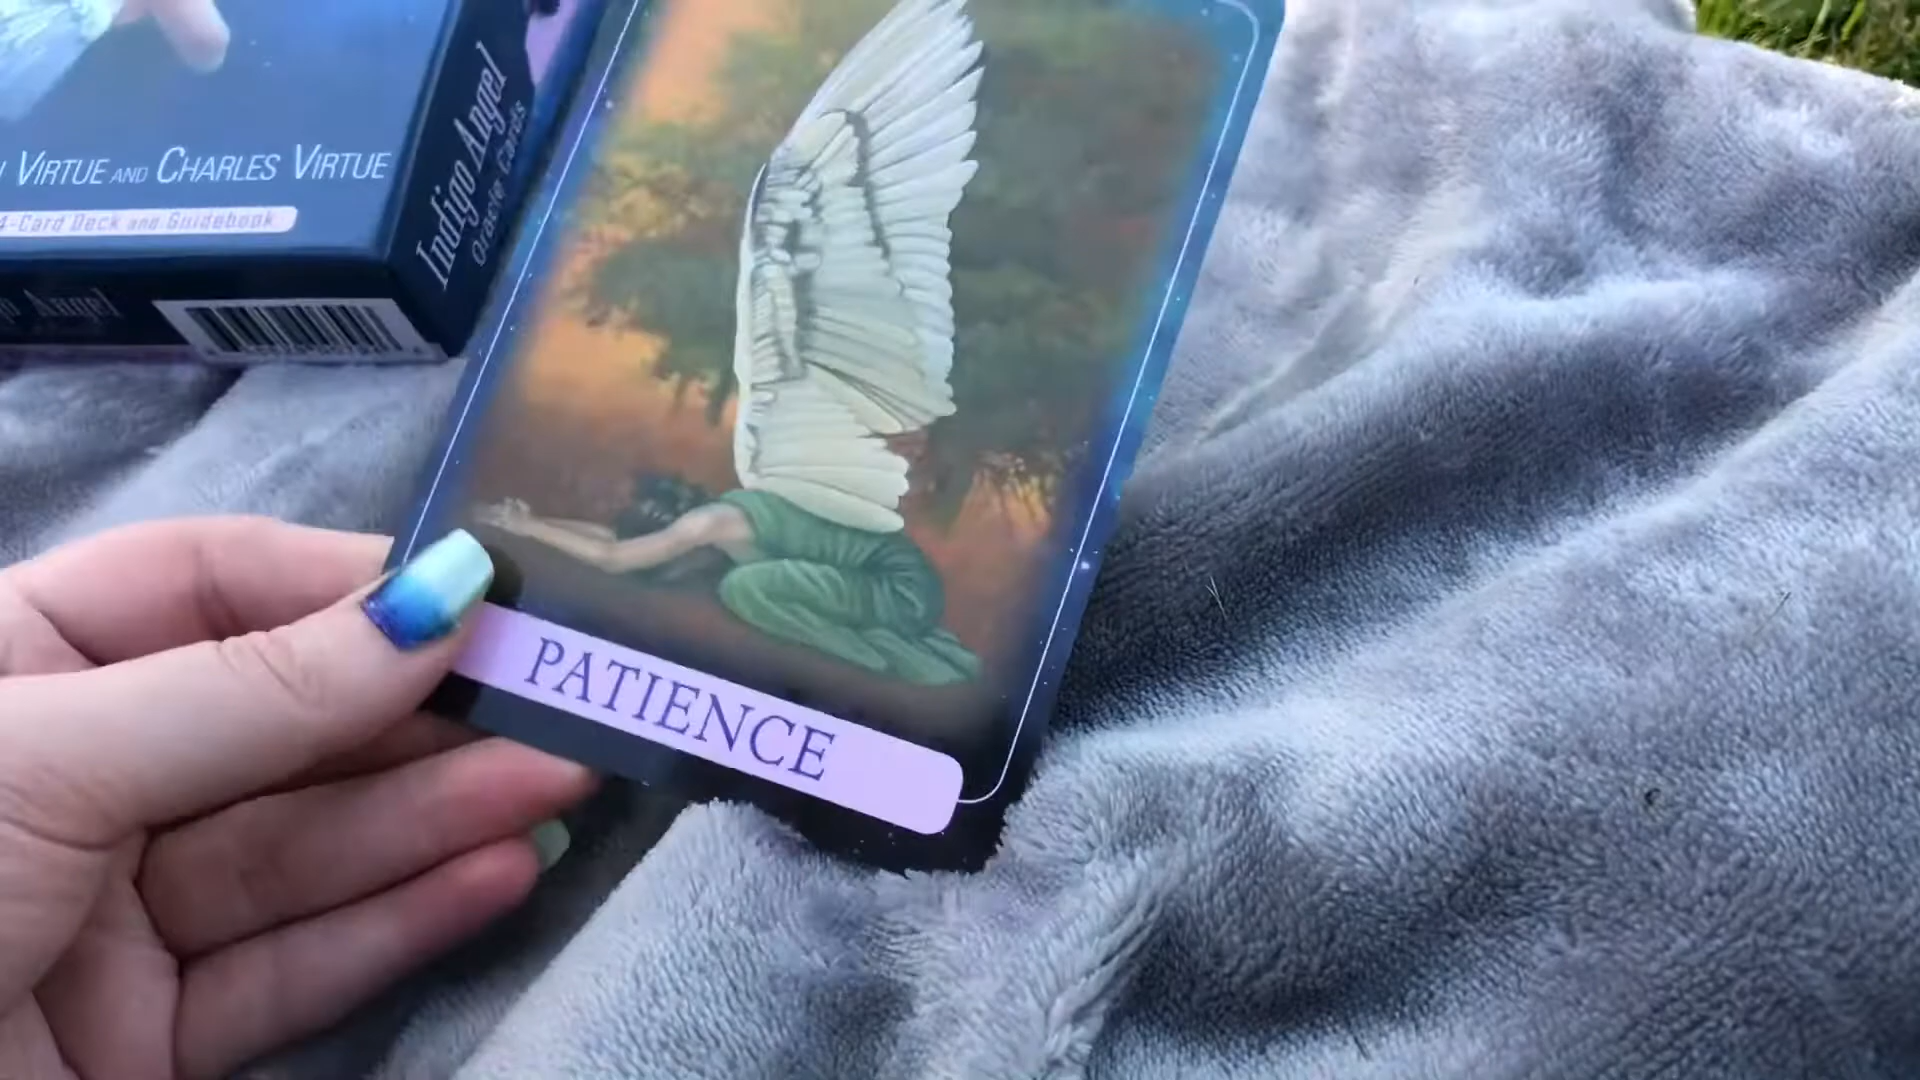 VIRTUE AND CHARLES VIRTUE
4-Card Deck and Guidebook
Angel
Indigo Angel
Oracle Cards
PATIENCE